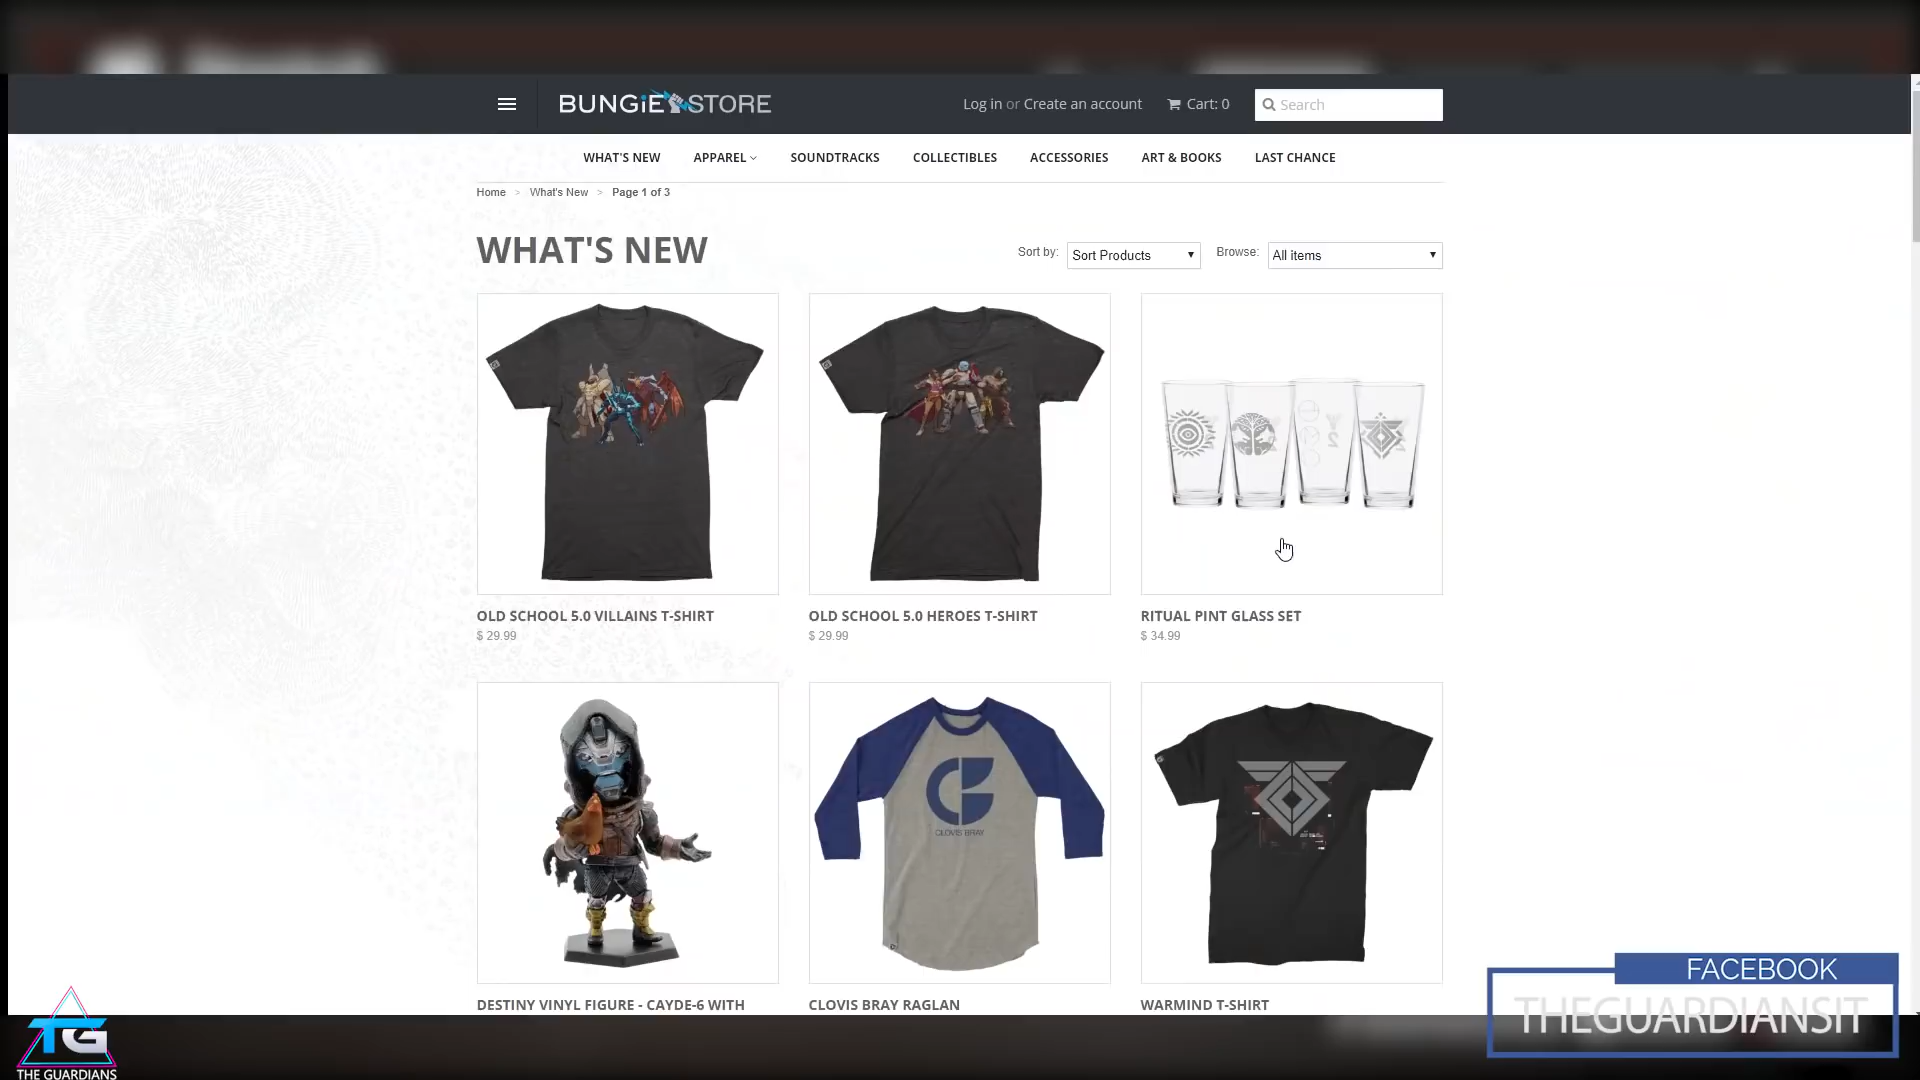 BUNGiE STORE
Log in or Create an account
Cart: 0
Search
WHAT'S NEW
APPAREL
SOUNDTRACKS
COLLECTIBLES
ACCESSORIES
ART & BOOKS
LAST CHANCE
Home > What's New > Page 1 of 3
WHAT'S NEW
Sort by:
Sort Products
Browse:
All items
OLD SCHOOL 5.0 VILLAINS T-SHIRT
$ 29.99
OLD SCHOOL 5.0 HEROES T-SHIRT
$ 29.99
RITUAL PINT GLASS SET
$ 34.99
CLOVIS BRAY
DESTINY VINYL FIGURE - CAYDE-6 WITH
CLOVIS BRAY RAGLAN
WARMIND T-SHIRT
FACEBOOK
THEGUARDIANSIT
TG
THE GUARDIANS